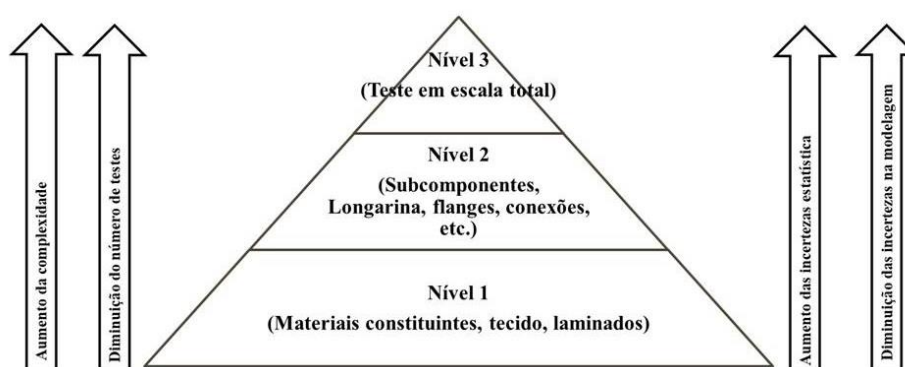 Nível 3
(Teste em escala total)
Nível 2
(Subcomponentes,
Longarina, flanges, conexões,
etc.)
Nível 1
(Materiais constituintes, tecido, laminados)
Aumento da complexidade
Diminuição do número de testes
Aumento das incertezas estatística
Diminuição das incertezas na modelagem